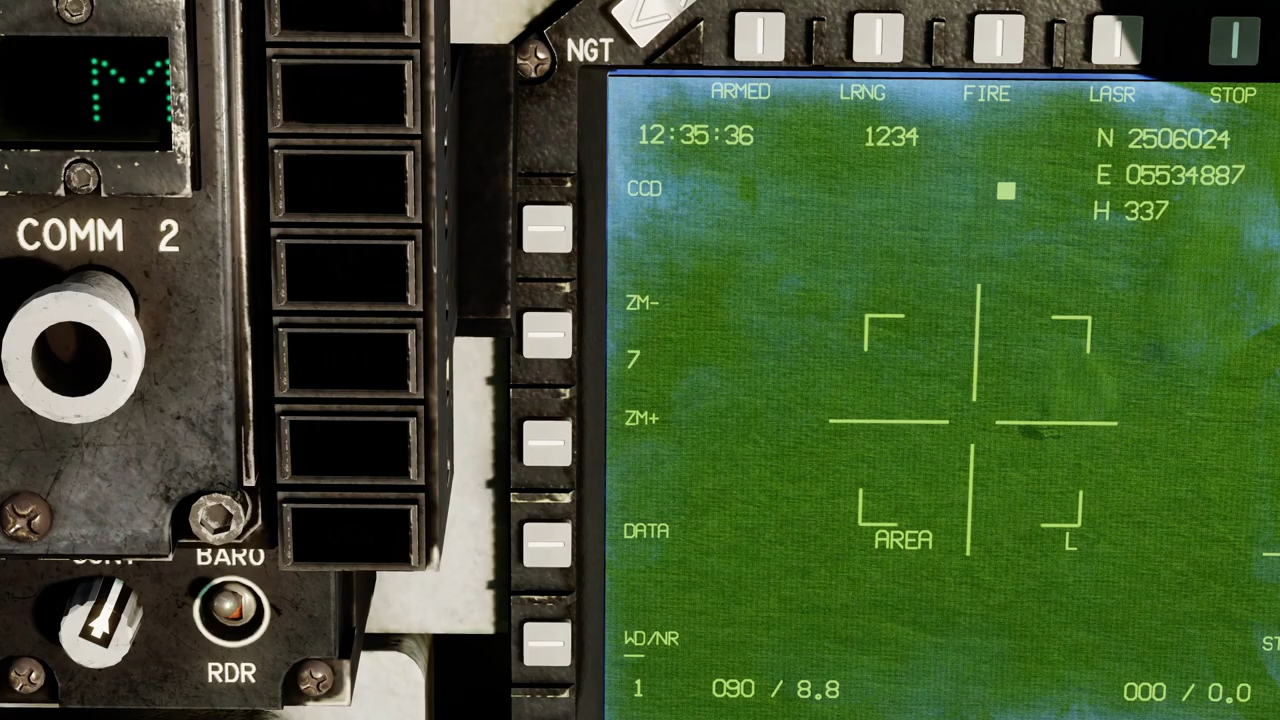 M
COMM 2
BARO
RDR
NGT
ARMED LRNG FIRE LASR STOP
12:35:36 1234 N 2506024
E 05534887
H 337
CCD
ZM-
7
ZM+
DATA
AREA L
WD/NR
1 090 / 8.8 000 / 0.0